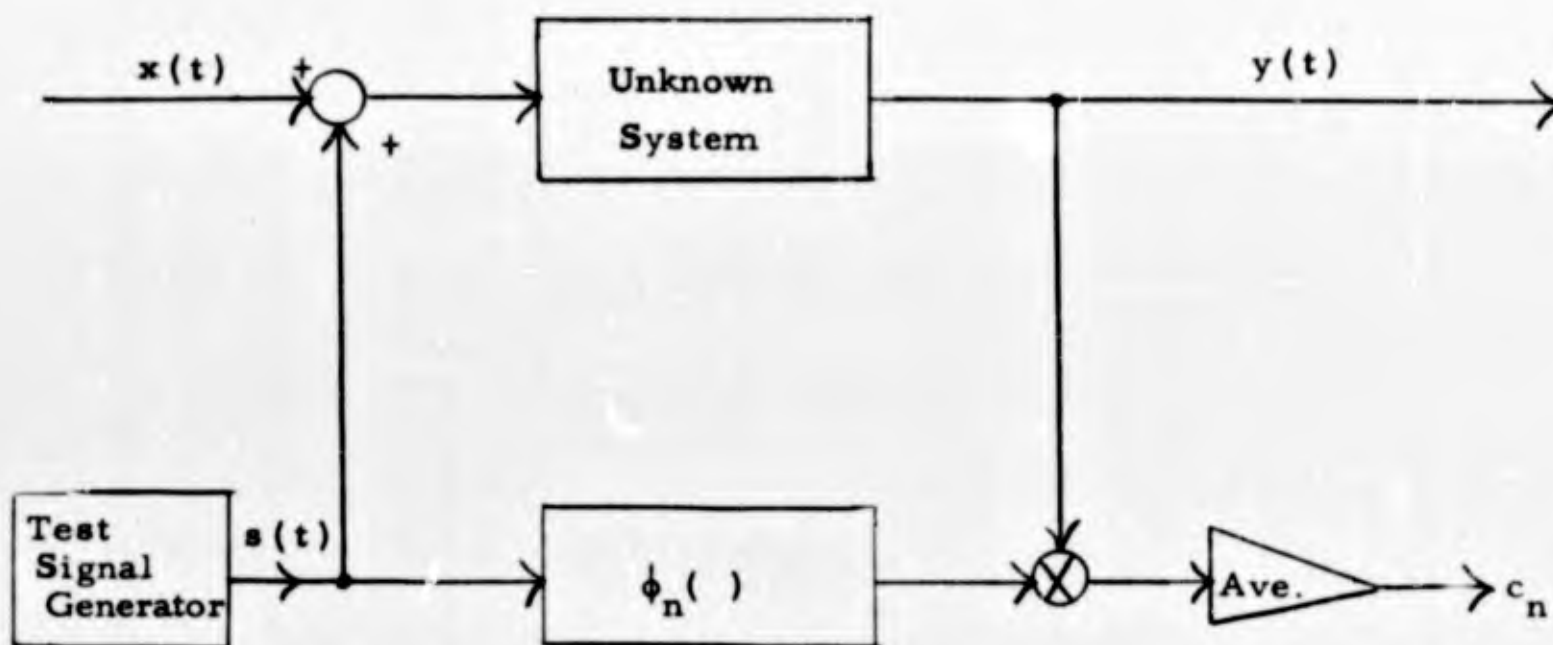 x(t)
+
+
Unknown
System
y(t)
Test
Signal
Generator
s(t)
ϕn( )
X
Ave.
cn